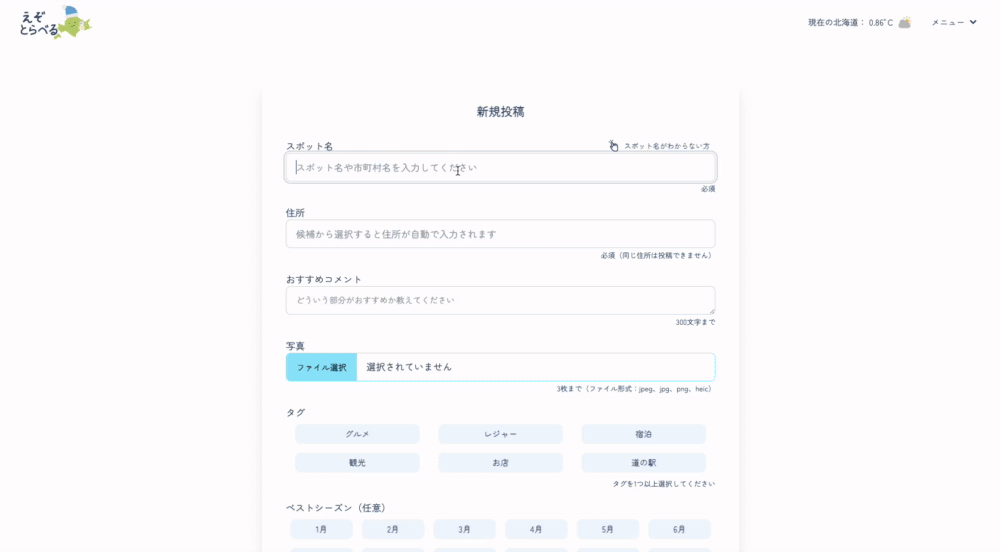 えぞ
とらべる
現在の北海道： 0.86°C
メニュー
新規投稿
スポット名
スポット名がわからない方
スポット名や市町村名を入力してください
必須
住所
候補から選択すると住所が自動で入力されます
必須（同じ住所は投稿できません）
おすすめコメント
どういう部分がおすすめか教えてください
300文字まで
写真
ファイル選択 選択されていません
3枚まで（ファイル形式：jpeg、jpg、png、heic）
タグ
グルメ レジャー 宿泊
観光 お店 道の駅
タグを1つ以上選択してください
ベストシーズン（任意）
1月 2月 3月 4月 5月 6月